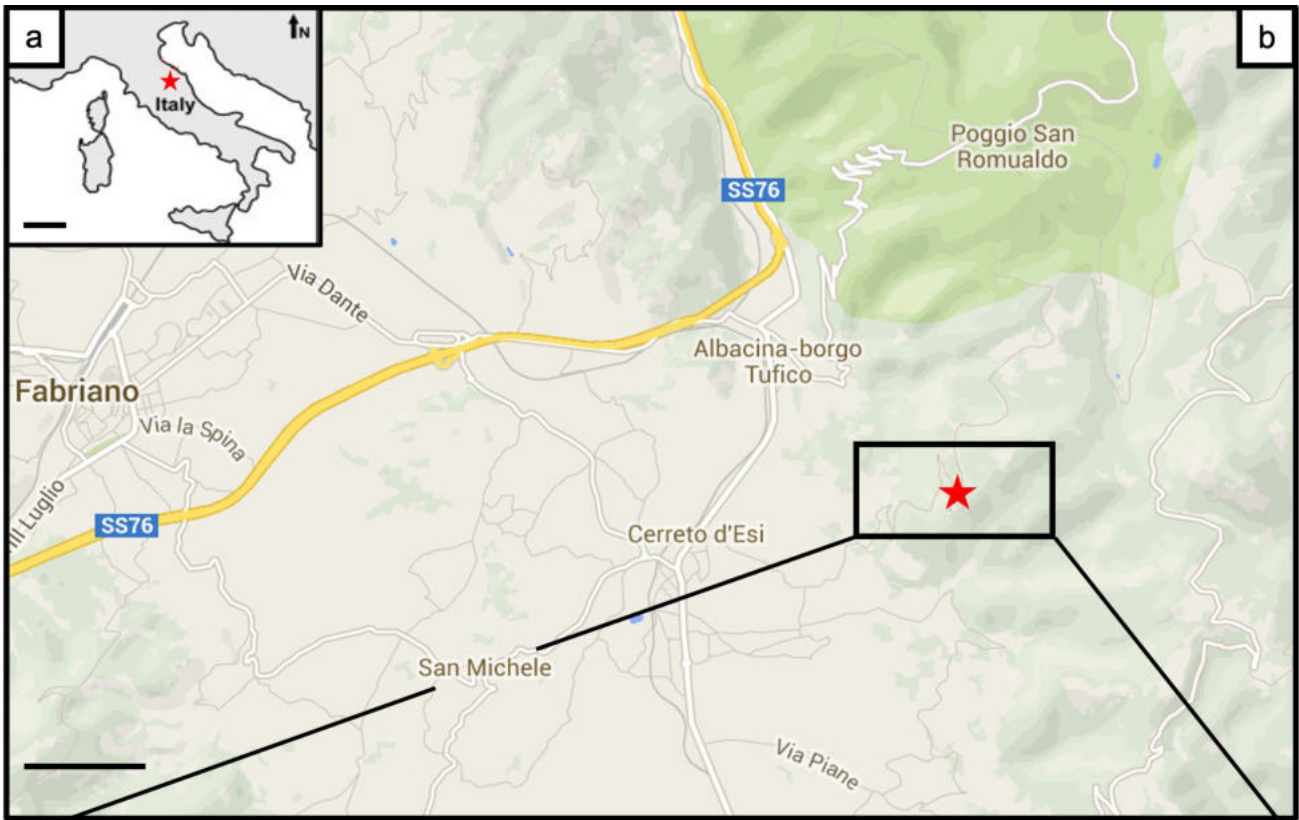 a
N
b
Italy
Poggio San
Romualdo
SS76
Via Dante
Albacina-borgo
Tufico
Fabriano
Via la Spina
III Luglio
SS76
Cerreto d'Esi
San Michele
Via Piane